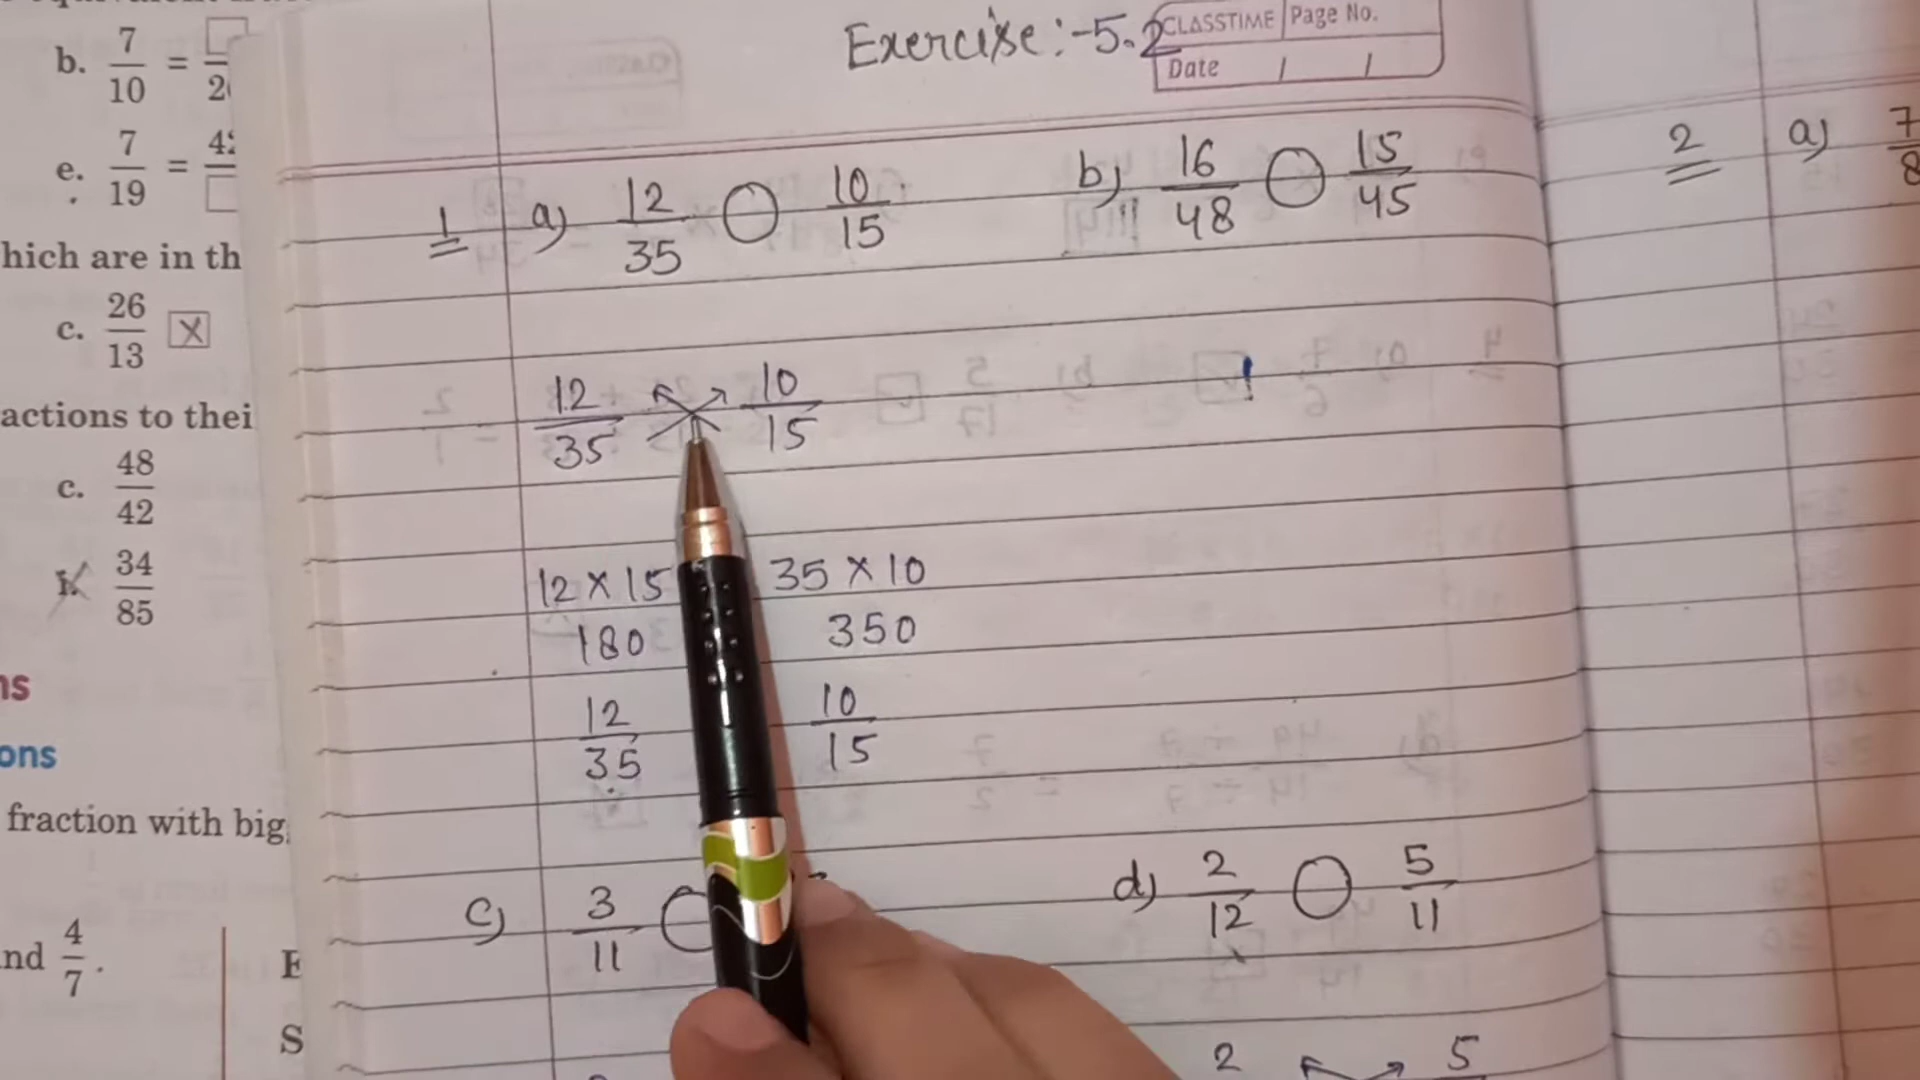 b. 7/10 =
e. 7/19 =
hich are in th
c. 26/13 X
actions to thei
c. 48/42
34/85
ns
ons
fraction with big
nd 4/7 .
E
S
Exercise :- 5.2
CLASSTIME Page No.
Date / /
1 a) 12/35 ○ 10/15 b) 16/48 ○ 15/45
12/35 10/15
12 × 15 35 × 10
180 350
12/35 10/15
c) 3/11 ○ d) 2/12 ○ 5/11
2 5
2 a) 7/8